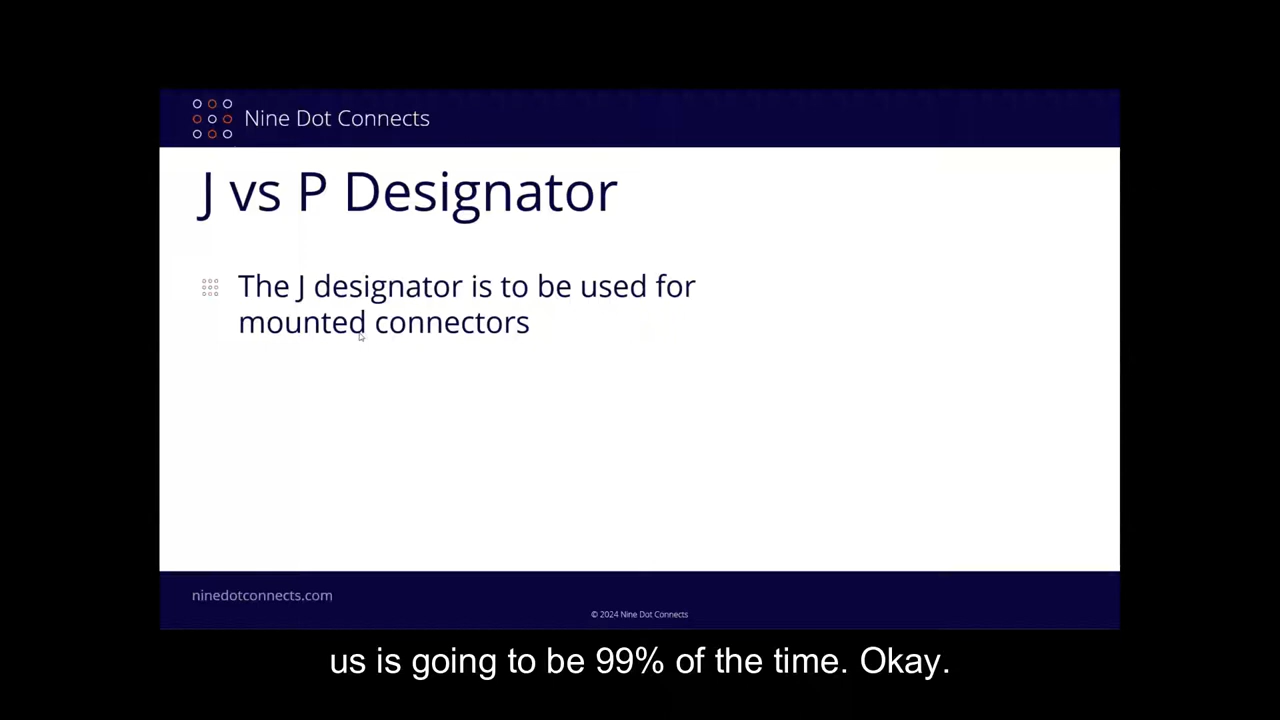 Nine Dot Connects
J vs P Designator
The J designator is to be used for
mounted connectors
ninedotconnects.com
© 2024 Nine Dot Connects
us is going to be 99% of the time. Okay.